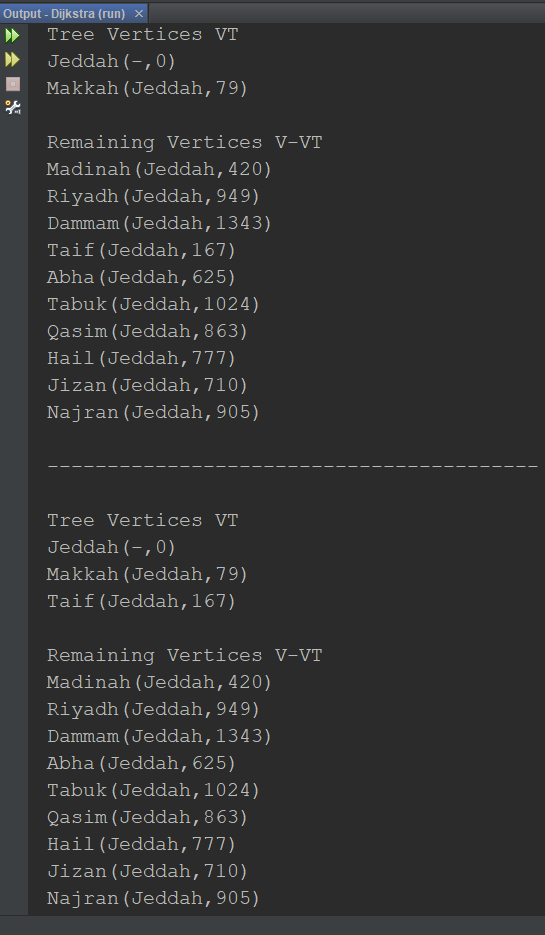 Output - Dijkstra (run) ×
Tree Vertices VT
Jeddah(-,0)
Makkah(Jeddah,79)
Remaining Vertices V-VT
Madinah(Jeddah,420)
Riyadh(Jeddah,949)
Dammam(Jeddah,1343)
Taif(Jeddah,167)
Abha(Jeddah,625)
Tabuk(Jeddah,1024)
Qasim(Jeddah,863)
Hail(Jeddah,777)
Jizan(Jeddah,710)
Najran(Jeddah,905)
-----------------------------------------
Tree Vertices VT
Jeddah(-,0)
Makkah(Jeddah,79)
Taif(Jeddah,167)
Remaining Vertices V-VT
Madinah(Jeddah,420)
Riyadh(Jeddah,949)
Dammam(Jeddah,1343)
Abha(Jeddah,625)
Tabuk(Jeddah,1024)
Qasim(Jeddah,863)
Hail(Jeddah,777)
Jizan(Jeddah,710)
Najran(Jeddah,905)